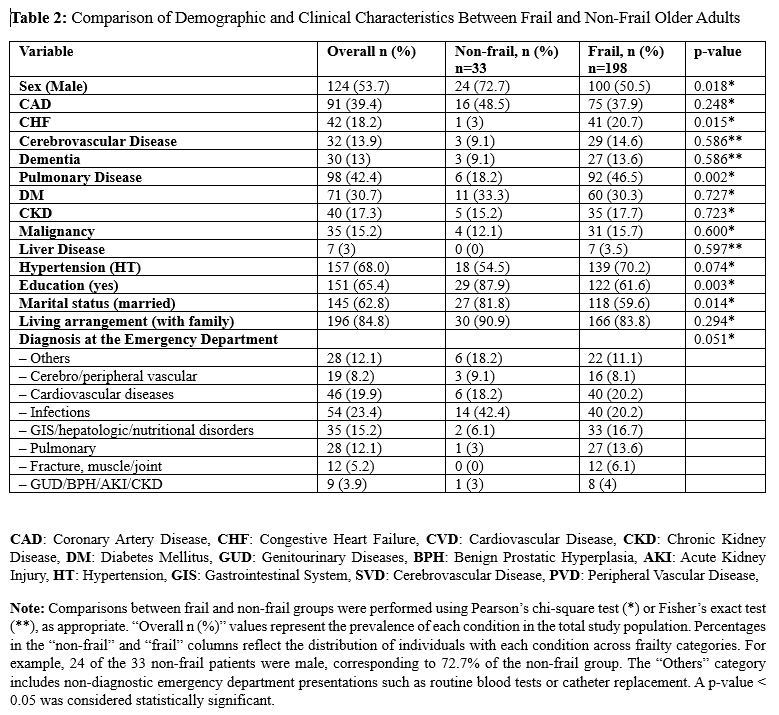 Table 2: Comparison of Demographic and Clinical Characteristics Between Frail and Non-Frail Older Adults
Variable Overall n (%) Non-frail, n (%) n=33 Frail, n (%) n=198 p-value
Sex (Male) 124 (53.7) 24 (72.7) 100 (50.5) 0.018*
CAD 91 (39.4) 16 (48.5) 75 (37.9) 0.248*
CHF 42 (18.2) 1 (3) 41 (20.7) 0.015*
Cerebrovascular Disease 32 (13.9) 3 (9.1) 29 (14.6) 0.586**
Dementia 30 (13) 3 (9.1) 27 (13.6) 0.586**
Pulmonary Disease 98 (42.4) 6 (18.2) 92 (46.5) 0.002*
DM 71 (30.7) 11 (33.3) 60 (30.3) 0.727*
CKD 40 (17.3) 5 (15.2) 35 (17.7) 0.723*
Malignancy 35 (15.2) 4 (12.1) 31 (15.7) 0.600*
Liver Disease 7 (3) 0 (0) 7 (3.5) 0.597**
Hypertension (HT) 157 (68.0) 18 (54.5) 139 (70.2) 0.074*
Education (yes) 151 (65.4) 29 (87.9) 122 (61.6) 0.003*
Marital status (married) 145 (62.8) 27 (81.8) 118 (59.6) 0.014*
Living arrangement (with family) 196 (84.8) 30 (90.9) 166 (83.8) 0.294*
Diagnosis at the Emergency Department 0.051*
– Others 28 (12.1) 6 (18.2) 22 (11.1)
– Cerebro/peripheral vascular 19 (8.2) 3 (9.1) 16 (8.1)
– Cardiovascular diseases 46 (19.9) 6 (18.2) 40 (20.2)
– Infections 54 (23.4) 14 (42.4) 40 (20.2)
– GIS/hepatologic/nutritional disorders 35 (15.2) 2 (6.1) 33 (16.7)
– Pulmonary 28 (12.1) 1 (3) 27 (13.6)
– Fracture, muscle/joint 12 (5.2) 0 (0) 12 (6.1)
– GUD/BPH/AKI/CKD 9 (3.9) 1 (3) 8 (4)
CAD: Coronary Artery Disease, CHF: Congestive Heart Failure, CVD: Cardiovascular Disease, CKD: Chronic Kidney
Disease, DM: Diabetes Mellitus, GUD: Genitourinary Diseases, BPH: Benign Prostatic Hyperplasia, AKI: Acute Kidney
Injury, HT: Hypertension, GIS: Gastrointestinal System, SVD: Cerebrovascular Disease, PVD: Peripheral Vascular Disease,
Note: Comparisons between frail and non-frail groups were performed using Pearson’s chi-square test (*) or Fisher’s exact test
(**), as appropriate. “Overall n (%)” values represent the prevalence of each condition in the total study population. Percentages
in the “non-frail” and “frail” columns reflect the distribution of individuals with each condition across frailty categories. For
example, 24 of the 33 non-frail patients were male, corresponding to 72.7% of the non-frail group. The “Others” category
includes non-diagnostic emergency department presentations such as routine blood tests or catheter replacement. A p-value <
0.05 was considered statistically significant.